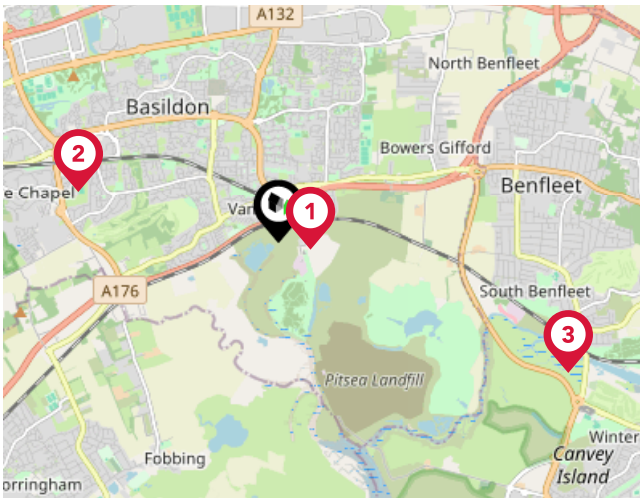 A132
North Benfleet
Basildon
Bowers Gifford
2
Benfleet
e Chapel
Van
1
A176
South Benfleet
3
Pitsea Landfill
Winter
Canvey
Island
Fobbing
orringham